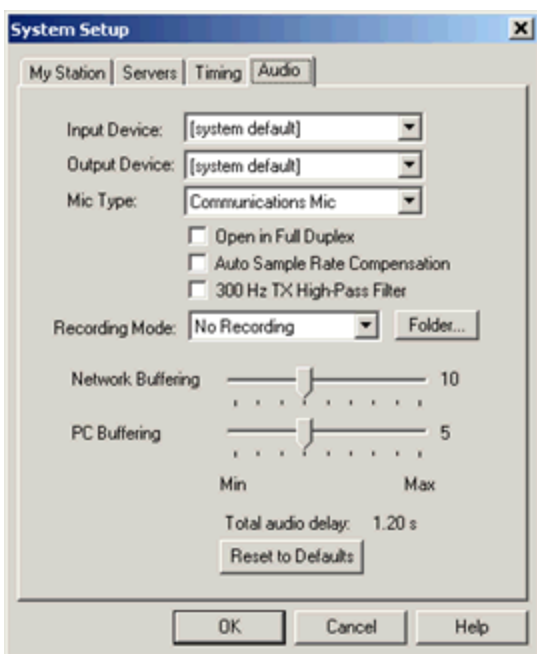 System Setup
My Station Servers Timing Audio
Input Device: [system default]
Output Device: [system default]
Mic Type: Communications Mic
Open in Full Duplex
Auto Sample Rate Compensation
300 Hz TX High-Pass Filter
Recording Mode: No Recording Folder...
Network Buffering 10
PC Buffering 5
Min Max
Total audio delay: 1.20 s
Reset to Defaults
OK Cancel Help